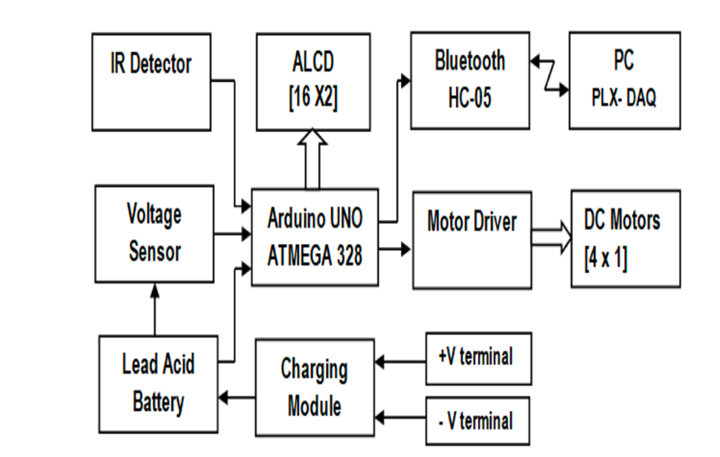 IR Detector
ALCD
[16 X2]
Bluetooth
HC-05
PC
PLX- DAQ
Voltage
Sensor
Arduino UNO
ATMEGA 328
Motor Driver
DC Motors
[4 x 1]
Lead Acid
Battery
Charging
Module
+V terminal
- V terminal